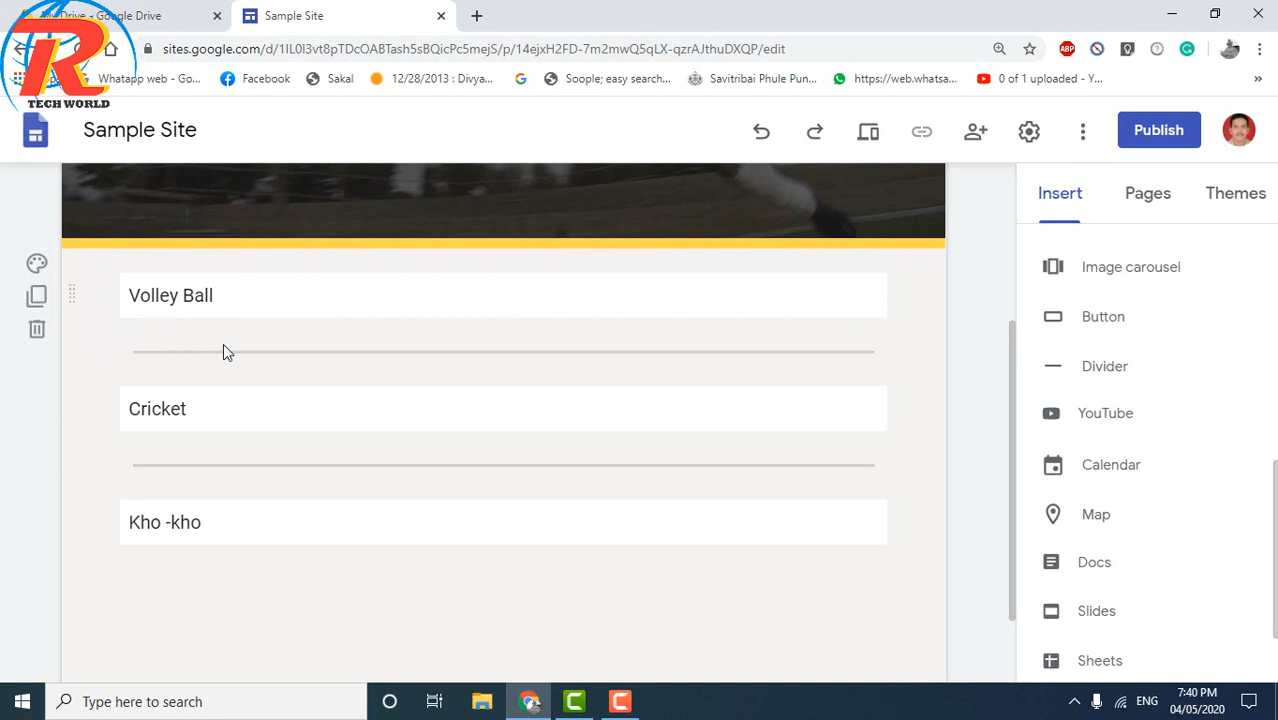 My Drive - Google Drive
Sample Site
sites.google.com/d/1IL0I3vt8pTDcOABTash5sBQicPc5mejS/p/14ejxH2FD-7m2mwQ5qLX-qzrAJthuDXQP/edit
Whatapp web - Go...
Facebook
Sakal
12/28/2013 : Divya...
Soople; easy searc...
Savitribai Phule Pun...
https://web.whatsa...
0 of 1 uploaded - Y...
R
TECH WORLD
Sample Site
Publish
Insert
Pages
Themes
Image carousel
Button
Divider
YouTube
Calendar
Map
Docs
Slides
Sheets
Volley Ball
Cricket
Kho -kho
Type here to search
ENG
7:40 PM
04/05/2020